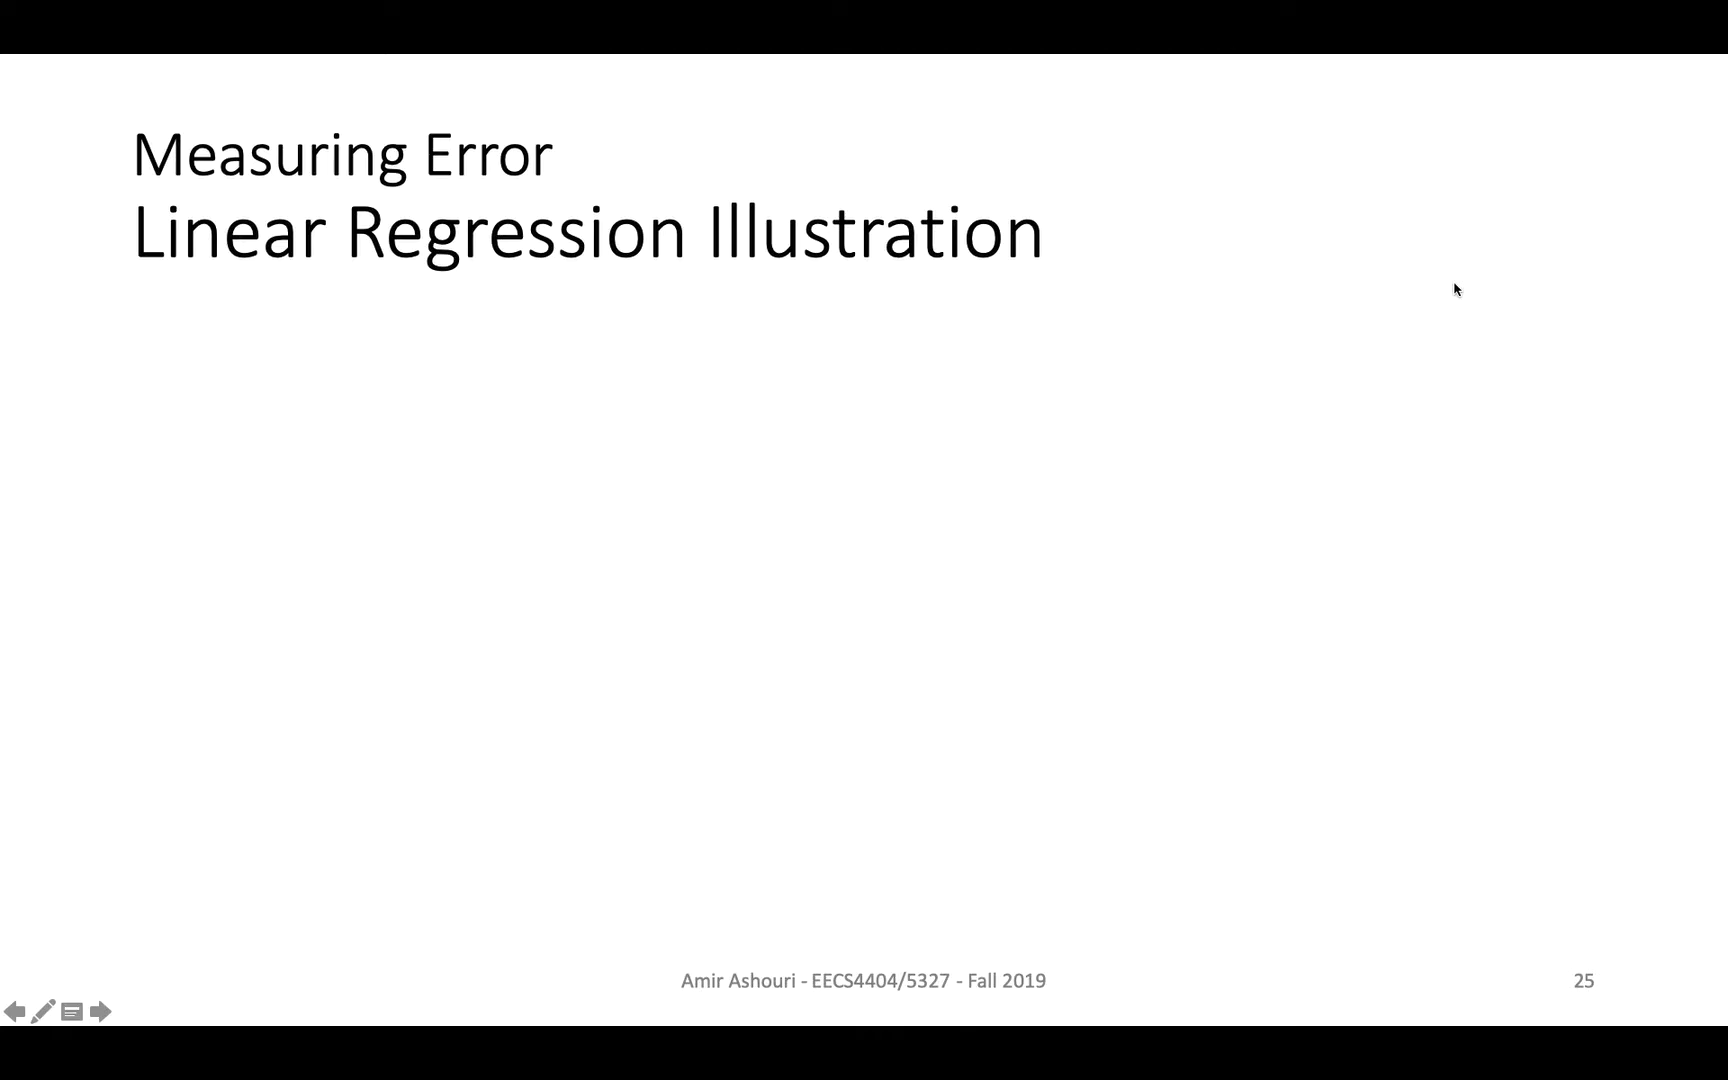 Measuring Error
Linear Regression Illustration
Amir Ashouri - EECS4404/5327 - Fall 2019
25